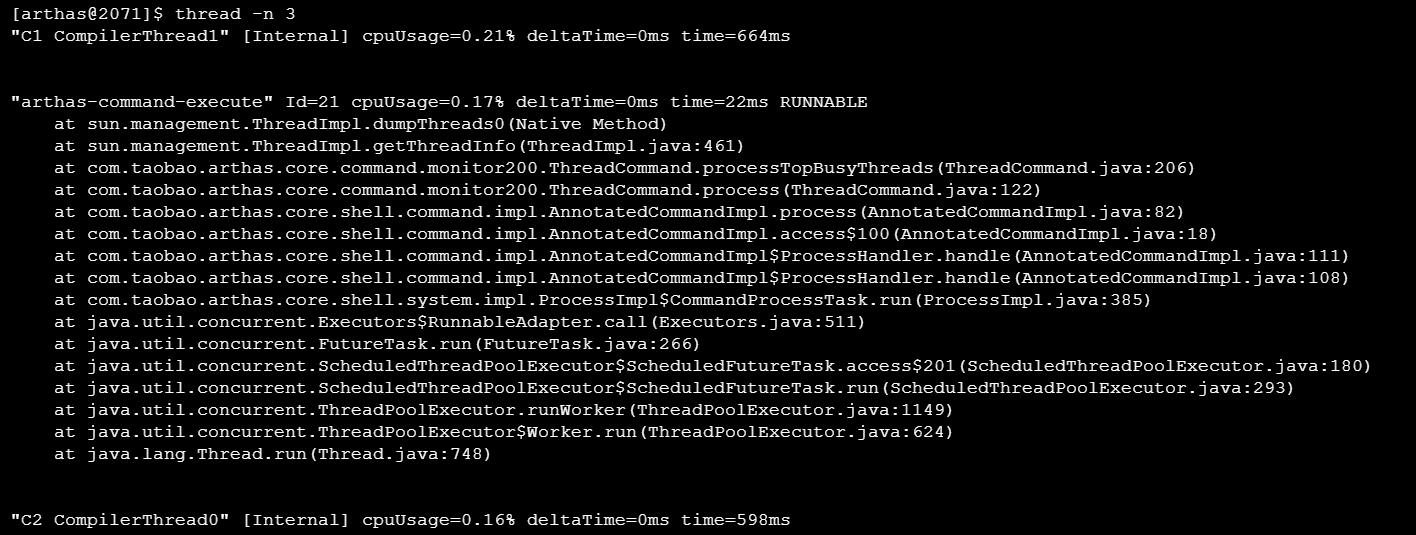 [arthas@2071]$ thread -n 3
"C1 CompilerThread1" [Internal] cpuUsage=0.21% deltaTime=0ms time=664ms
"arthas-command-execute" Id=21 cpuUsage=0.17% deltaTime=0ms time=22ms RUNNABLE
    at sun.management.ThreadImpl.dumpThreads0(Native Method)
    at sun.management.ThreadImpl.getThreadInfo(ThreadImpl.java:461)
    at com.taobao.arthas.core.command.monitor200.ThreadCommand.processTopBusyThreads(ThreadCommand.java:206)
    at com.taobao.arthas.core.command.monitor200.ThreadCommand.process(ThreadCommand.java:122)
    at com.taobao.arthas.core.shell.command.impl.AnnotatedCommandImpl.process(AnnotatedCommandImpl.java:82)
    at com.taobao.arthas.core.shell.command.impl.AnnotatedCommandImpl.access$100(AnnotatedCommandImpl.java:18)
    at com.taobao.arthas.core.shell.command.impl.AnnotatedCommandImpl$ProcessHandler.handle(AnnotatedCommandImpl.java:111)
    at com.taobao.arthas.core.shell.command.impl.AnnotatedCommandImpl$ProcessHandler.handle(AnnotatedCommandImpl.java:108)
    at com.taobao.arthas.core.shell.system.impl.ProcessImpl$CommandProcessTask.run(ProcessImpl.java:385)
    at java.util.concurrent.Executors$RunnableAdapter.call(Executors.java:511)
    at java.util.concurrent.FutureTask.run(FutureTask.java:266)
    at java.util.concurrent.ScheduledThreadPoolExecutor$ScheduledFutureTask.access$201(ScheduledThreadPoolExecutor.java:180)
    at java.util.concurrent.ScheduledThreadPoolExecutor$ScheduledFutureTask.run(ScheduledThreadPoolExecutor.java:293)
    at java.util.concurrent.ThreadPoolExecutor.runWorker(ThreadPoolExecutor.java:1149)
    at java.util.concurrent.ThreadPoolExecutor$Worker.run(ThreadPoolExecutor.java:624)
    at java.lang.Thread.run(Thread.java:748)
"C2 CompilerThread0" [Internal] cpuUsage=0.16% deltaTime=0ms time=598ms